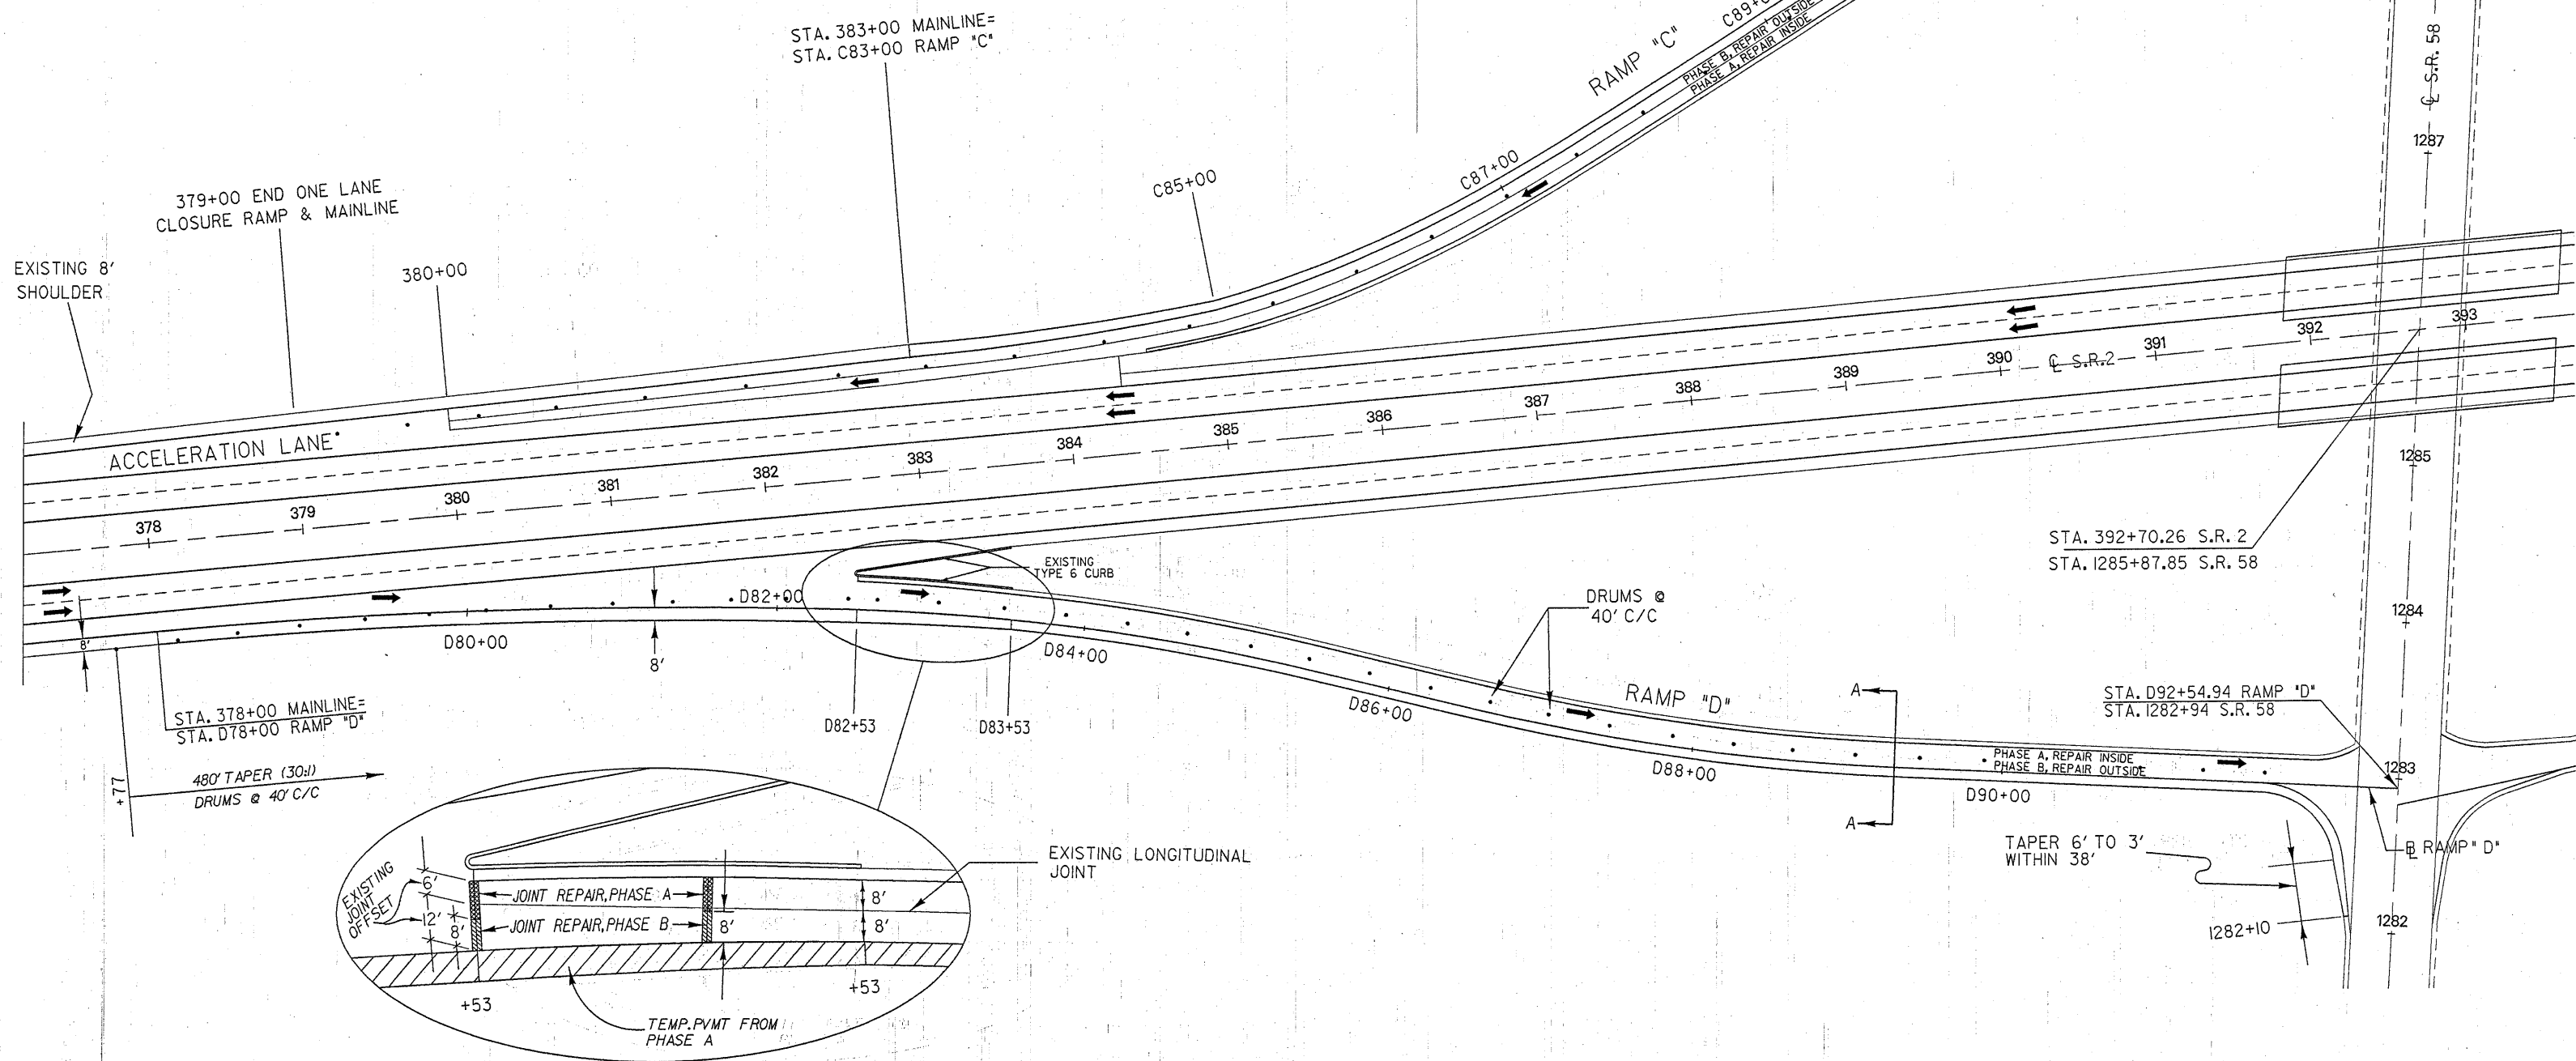 STA. 383+00 MAINLINE=
STA. C83+00 RAMP "C"
379+00 END ONE LANE
CLOSURE RAMP & MAINLINE
EXISTING 8'
SHOULDER
380+00
C85+00
C87+00
RAMP "C"
PHASE B, REPAIR OUTSIDE
PHASE A, REPAIR INSIDE
℄ S.R. 58
1287
ACCELERATION LANE
378
379
380
381
382
383
384
385
386
387
388
389
390
℄ S.R.2
391
392
393
1285
STA. 392+70.26 S.R. 2
STA. 1285+87.85 S.R. 58
1284
EXISTING
TYPE 6 CURB
D82+00
8'
D80+00
8'
D84+00
DRUMS @
40' C/C
RAMP "D"
D86+00
A
A
STA. D92+54.94 RAMP "D"
STA. 1282+94 S.R. 58
STA. 378+00 MAINLINE=
STA. D78+00 RAMP "D"
D82+53
D83+53
PHASE A, REPAIR INSIDE
PHASE B, REPAIR OUTSIDE
1283
D88+00
D90+00
+77
480' TAPER (30:1)
DRUMS @ 40' C/C
TAPER 6' TO 3'
WITHIN 38'
B̲L RAMP" D"
1282+10
1282
EXISTING LONGITUDINAL
JOINT
EXISTING
JOINT
OFFSET
6'
12'
8'
JOINT REPAIR, PHASE A
JOINT REPAIR, PHASE B
8'
8'
8'
+53
+53
TEMP. PVMT FROM
PHASE A